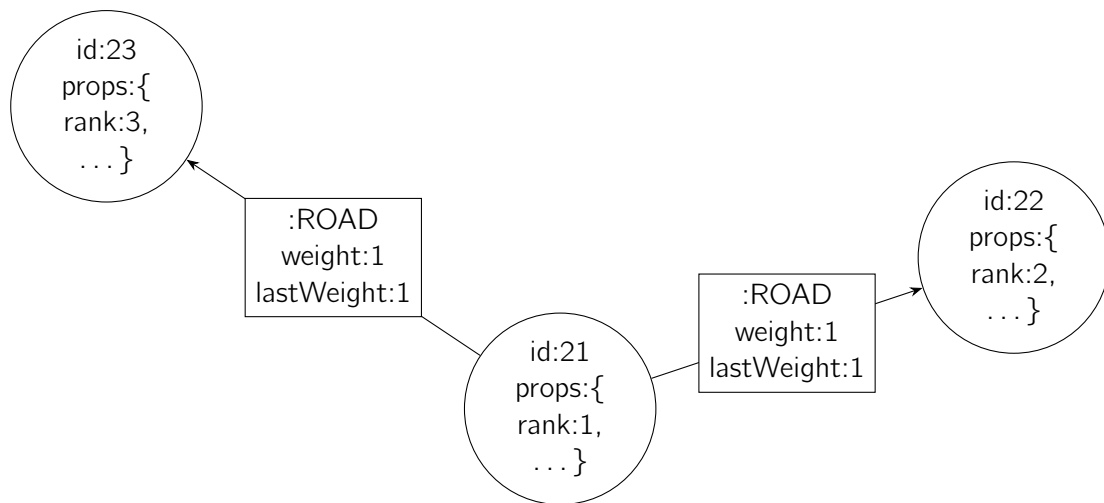 id:23
props:{
rank:3,
...}
:ROAD
weight:1
lastWeight:1
id:22
props:{
rank:2,
...}
:ROAD
weight:1
lastWeight:1
id:21
props:{
rank:1,
...}